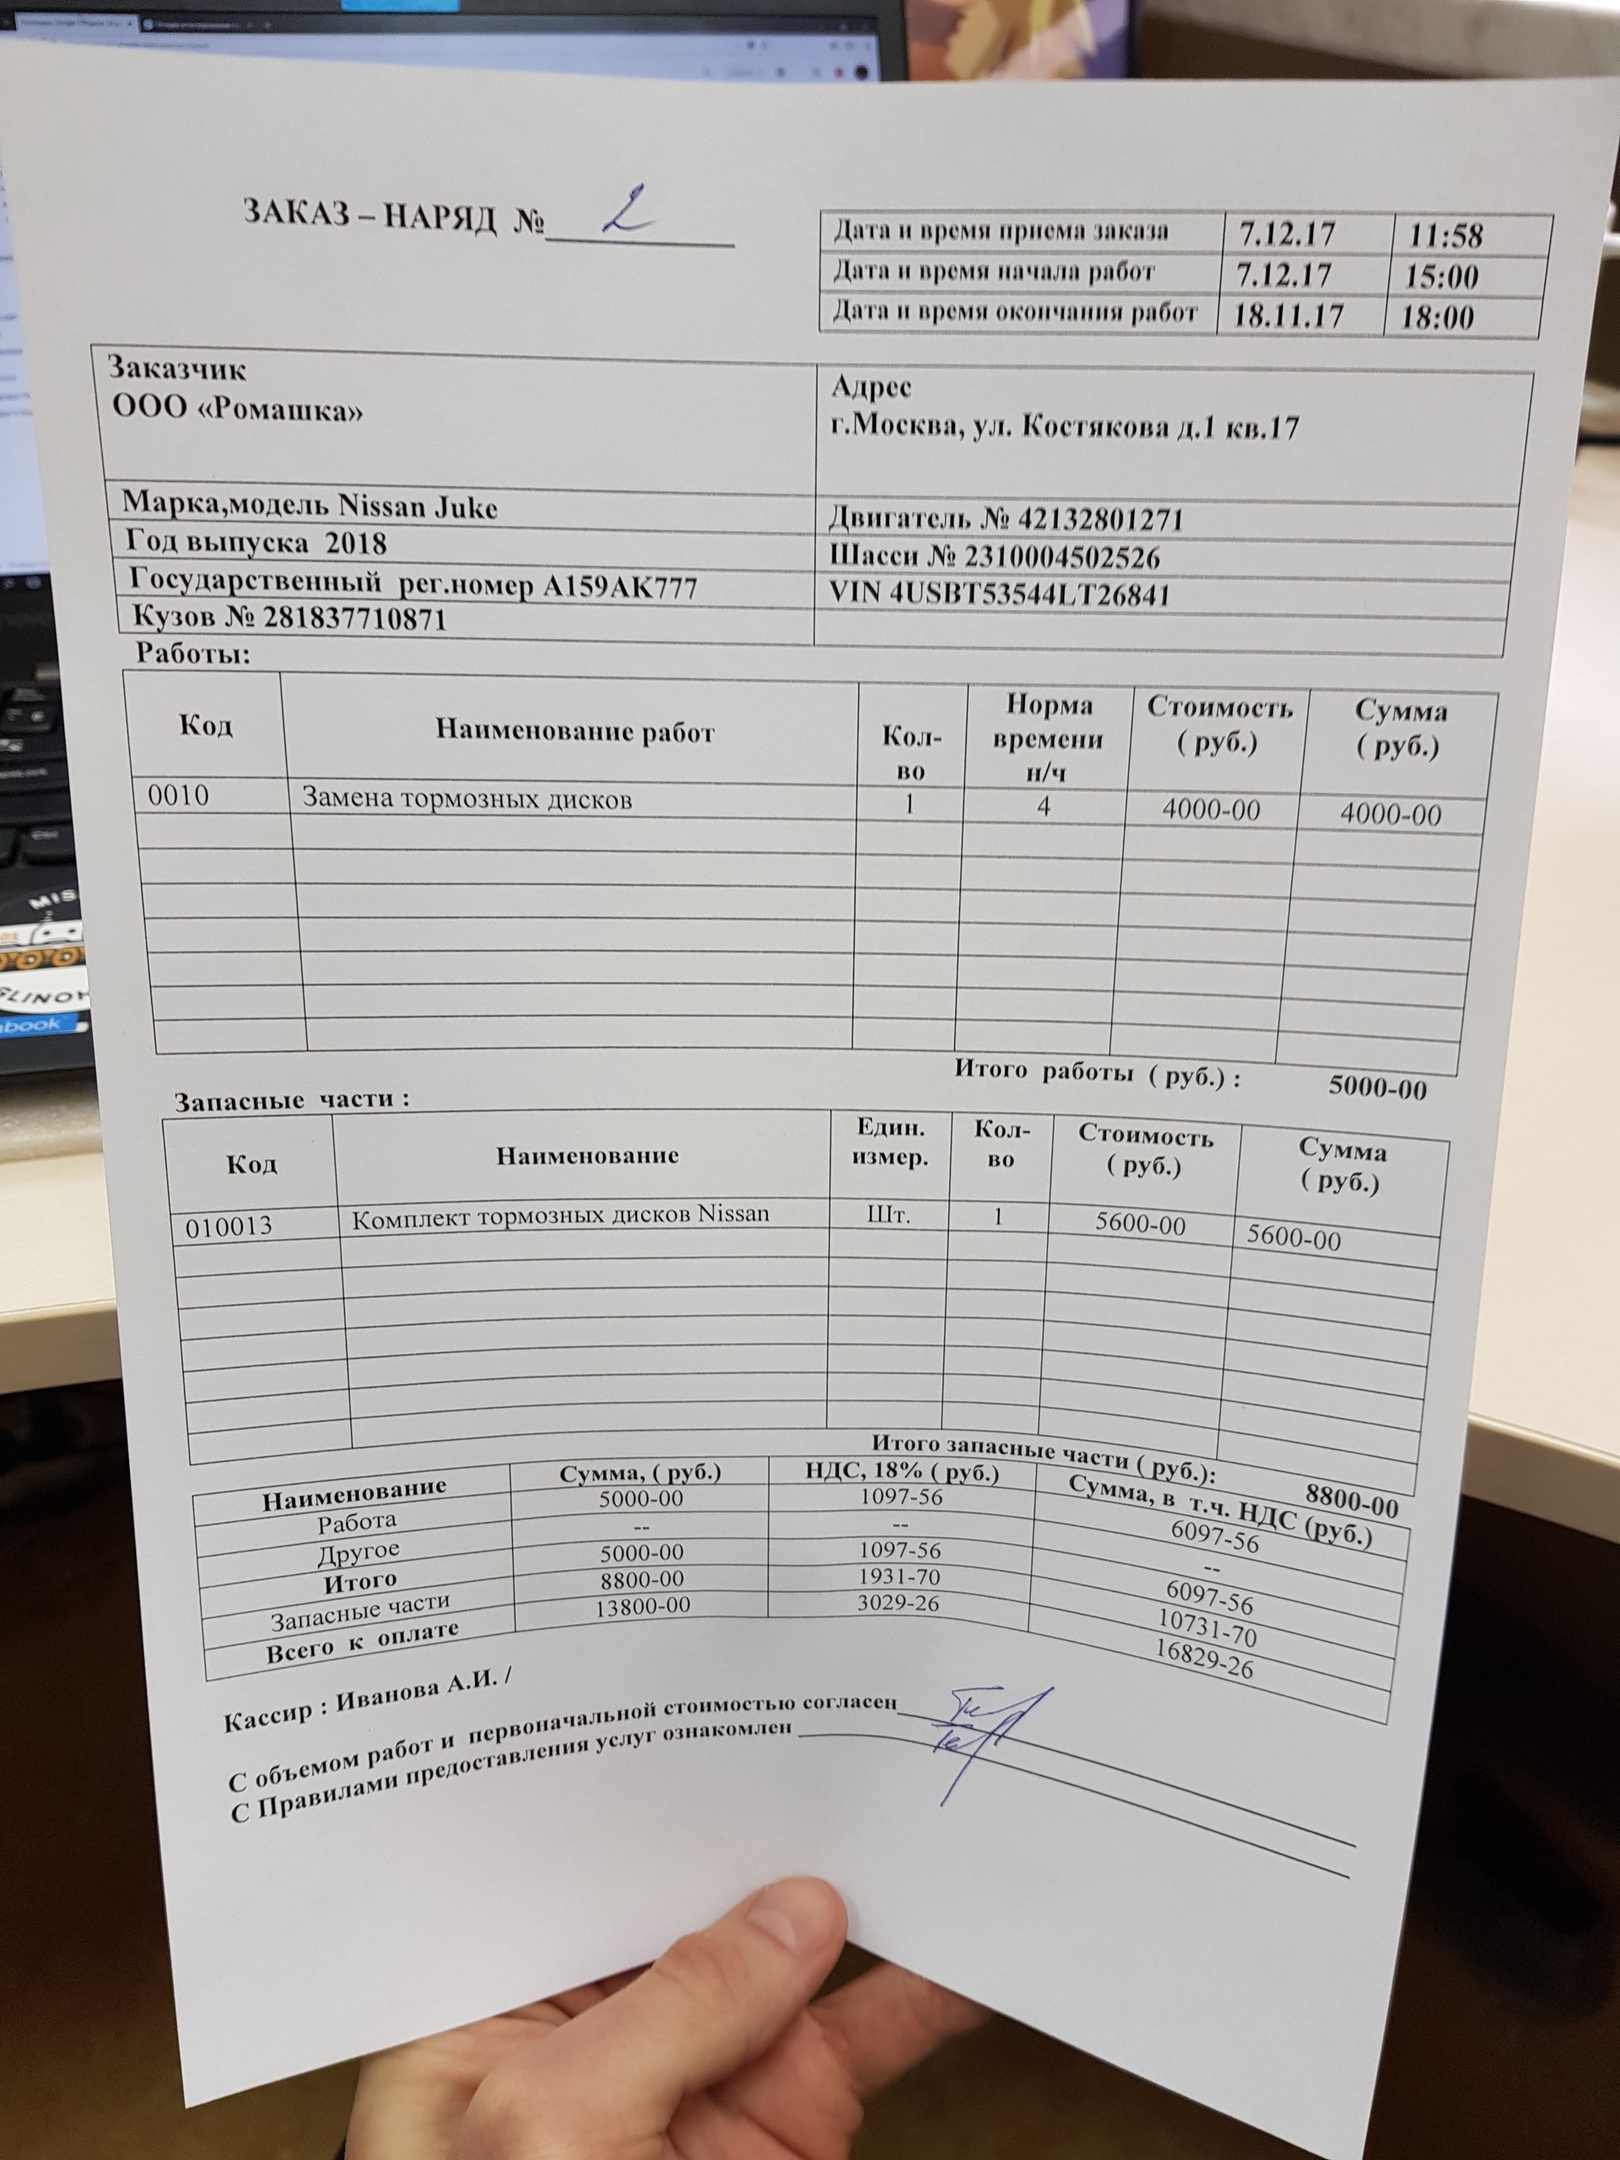 ЗАКАЗ – НАРЯД № 2
Дата и время приема заказа 7.12.17 11:58
Дата и время начала работ 7.12.17 15:00
Дата и время окончания работ 18.11.17 18:00
Заказчик
ООО «Ромашка»
Адрес
г.Москва, ул. Костякова д.1 кв.17
Марка,модель Nissan Juke
Двигатель № 42132801271
Год выпуска 2018
Шасси № 2310004502526
Государственный рег.номер А159АК777
VIN 4USBT53544LT26841
Кузов № 281837710871
Работы:
Код Наименование работ Кол-во Норма времени н/ч Стоимость ( руб.) Сумма ( руб.)
0010 Замена тормозных дисков 1 4 4000-00 4000-00
Итого работы ( руб.) : 5000-00
Запасные части :
Код Наименование Един. измер. Кол-во Стоимость ( руб.) Сумма ( руб.)
010013 Комплект тормозных дисков Nissan Шт. 1 5600-00 5600-00
Итого запасные части ( руб.): 8800-00
Наименование Сумма, ( руб.) НДС, 18% ( руб.) Сумма, в т.ч. НДС (руб.)
Работа 5000-00 1097-56 6097-56
Другое -- -- --
Итого 5000-00 1097-56 6097-56
Запасные части 8800-00 1931-70 10731-70
Всего к оплате 13800-00 3029-26 16829-26
Кассир : Иванова А.И. /
С объемом работ и первоначальной стоимостью согласен
С Правилами предоставления услуг ознакомлен
MIS
GLINOK
book